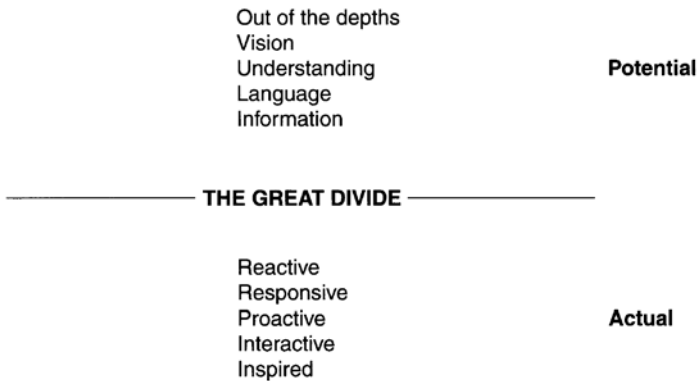 Out of the depths
Vision
Understanding Potential
Language
Information
THE GREAT DIVIDE
Reactive
Responsive
Proactive Actual
Interactive
Inspired